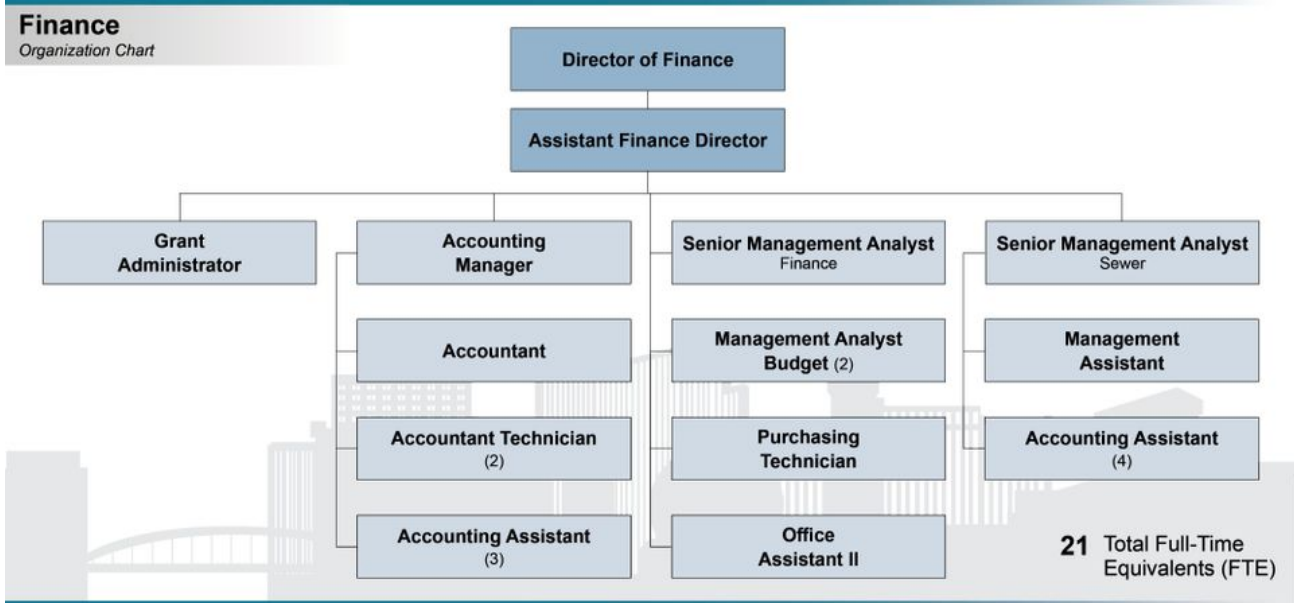 Finance
Organization Chart
Director of Finance
Assistant Finance Director
Grant
Administrator
Accounting
Manager
Senior Management Analyst
Finance
Senior Management Analyst
Sewer
Accountant
Management Analyst
Budget (2)
Management
Assistant
Accountant Technician
(2)
Purchasing
Technician
Accounting Assistant
(4)
Accounting Assistant
(3)
Office
Assistant II
21 Total Full-Time
Equivalents (FTE)